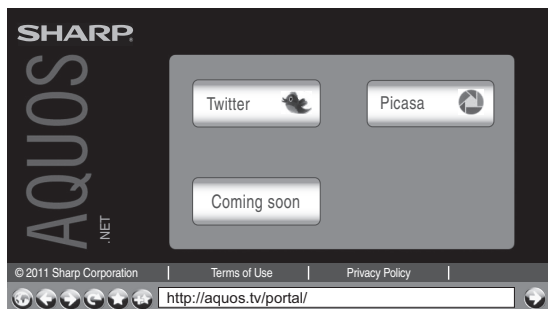 SHARP
AQUOS
.NET
Twitter
Picasa
Coming soon
© 2011 Sharp Corporation
Terms of Use
Privacy Policy
http://aquos.tv/portal/